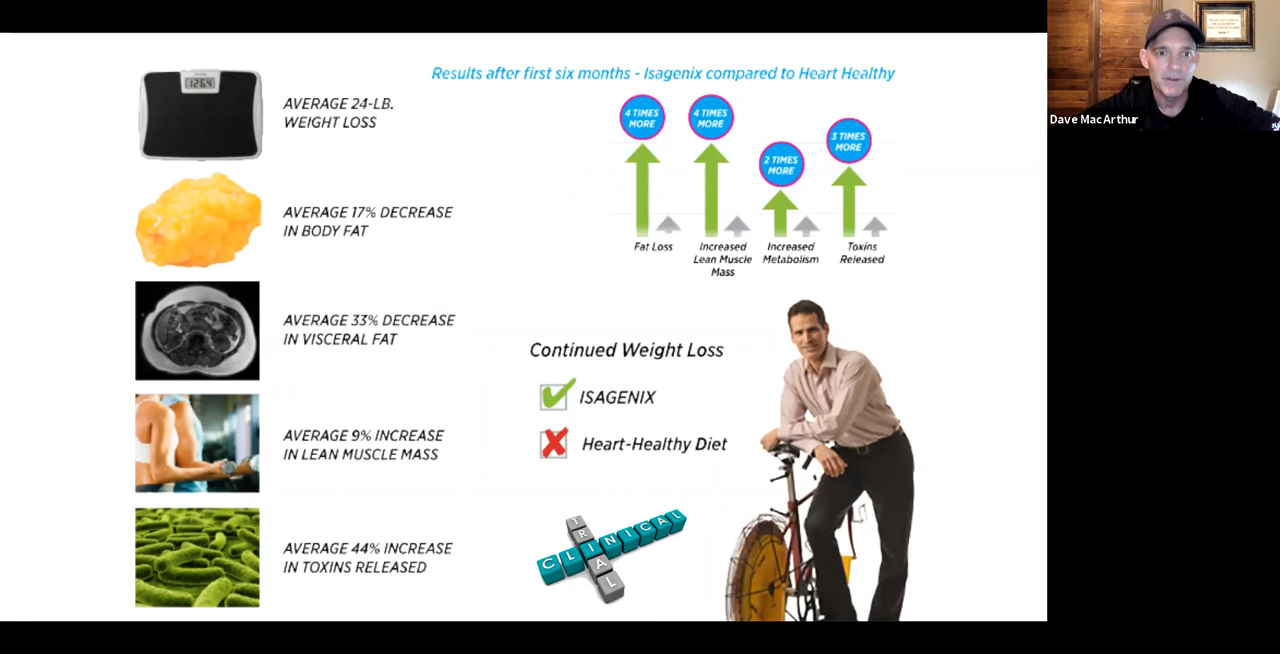 Results after first six months - Isagenix compared to Heart Healthy
126.4
AVERAGE 24-LB.
WEIGHT LOSS
AVERAGE 17% DECREASE
IN BODY FAT
AVERAGE 33% DECREASE
IN VISCERAL FAT
AVERAGE 9% INCREASE
IN LEAN MUSCLE MASS
AVERAGE 44% INCREASE
IN TOXINS RELEASED
4 TIMES
MORE
4 TIMES
MORE
2 TIMES
MORE
3 TIMES
MORE
Fat Loss
Increased
Lean Muscle
Mass
Increased
Metabolism
Toxins
Released
Continued Weight Loss
ISAGENIX
Heart-Healthy Diet
CLINICAL
TRIAL
Dave MacArthur